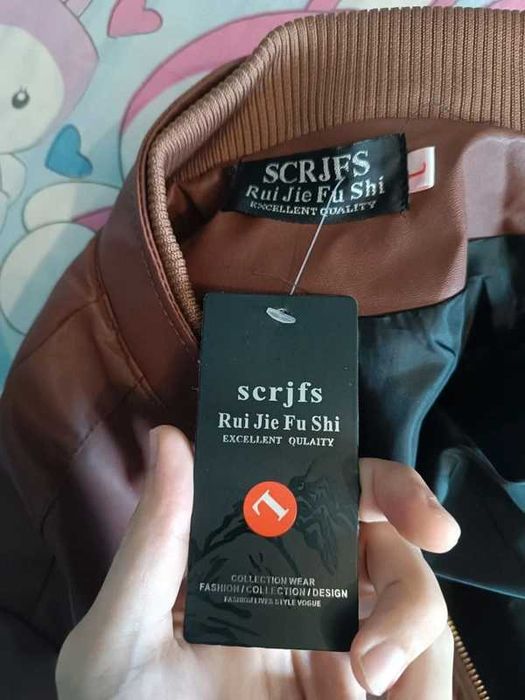 SCRJFS
Rui Jie Fu Shi
EXCELLENT QUALITY
L
scrjfs
Rui Jie Fu Shi
EXCELLENT QULAITY
L
COLLECTION WEAR
FASHION/COLLECTION/DESIGN
FASHION LIVES STYLE VOGUE